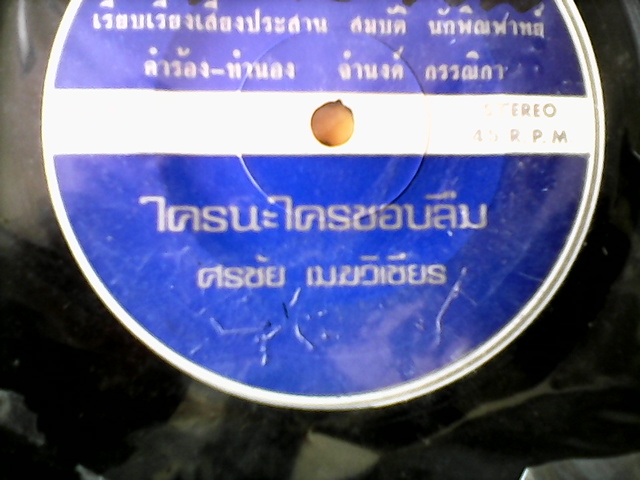 เรียบเรียงเสียงประสาน สมบัติ นักพิณพาทย์
คำร้อง-ทำนอง จำนงค์ กรรณิกา
STEREO
45 R.P.M
ใครนะใครชอบลืม
ศรชัย เมฆวิเชียร